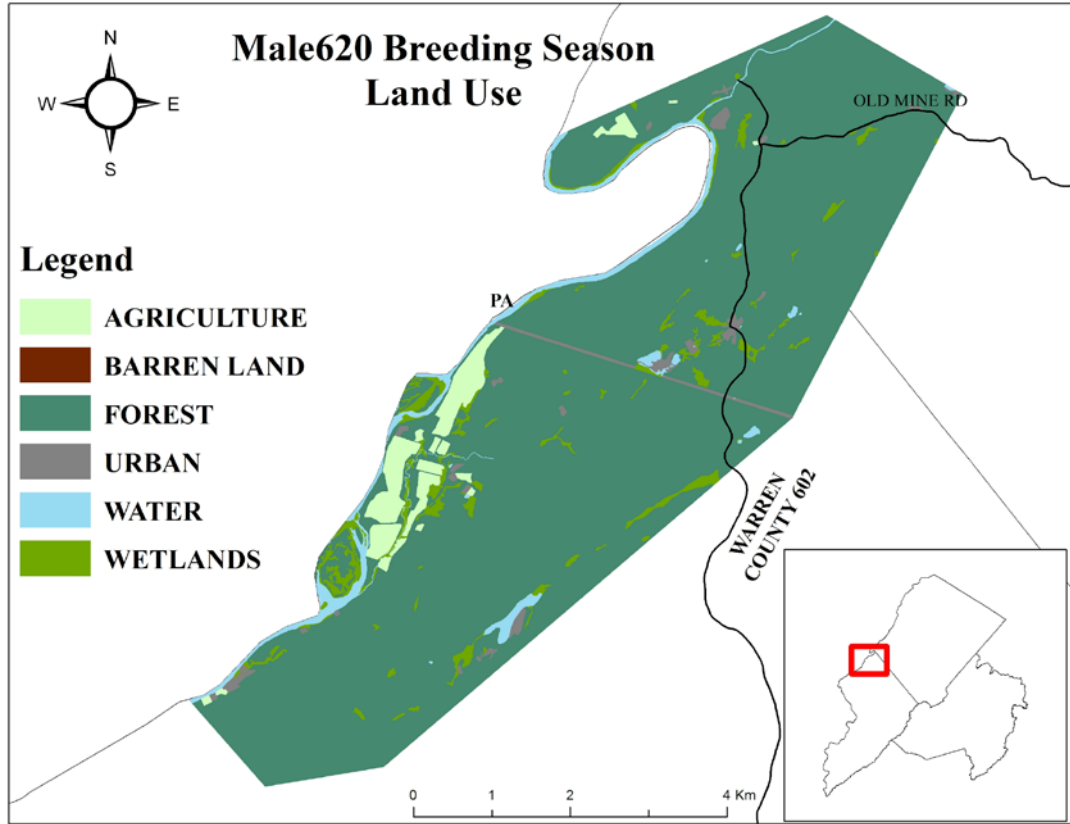 Male620 Breeding Season
Land Use
N
W
E
S
OLD MINE RD
Legend
AGRICULTURE
BARREN LAND
FOREST
URBAN
WATER
WETLANDS
PA
WARREN
COUNTY 602
0 1 2 4 Km